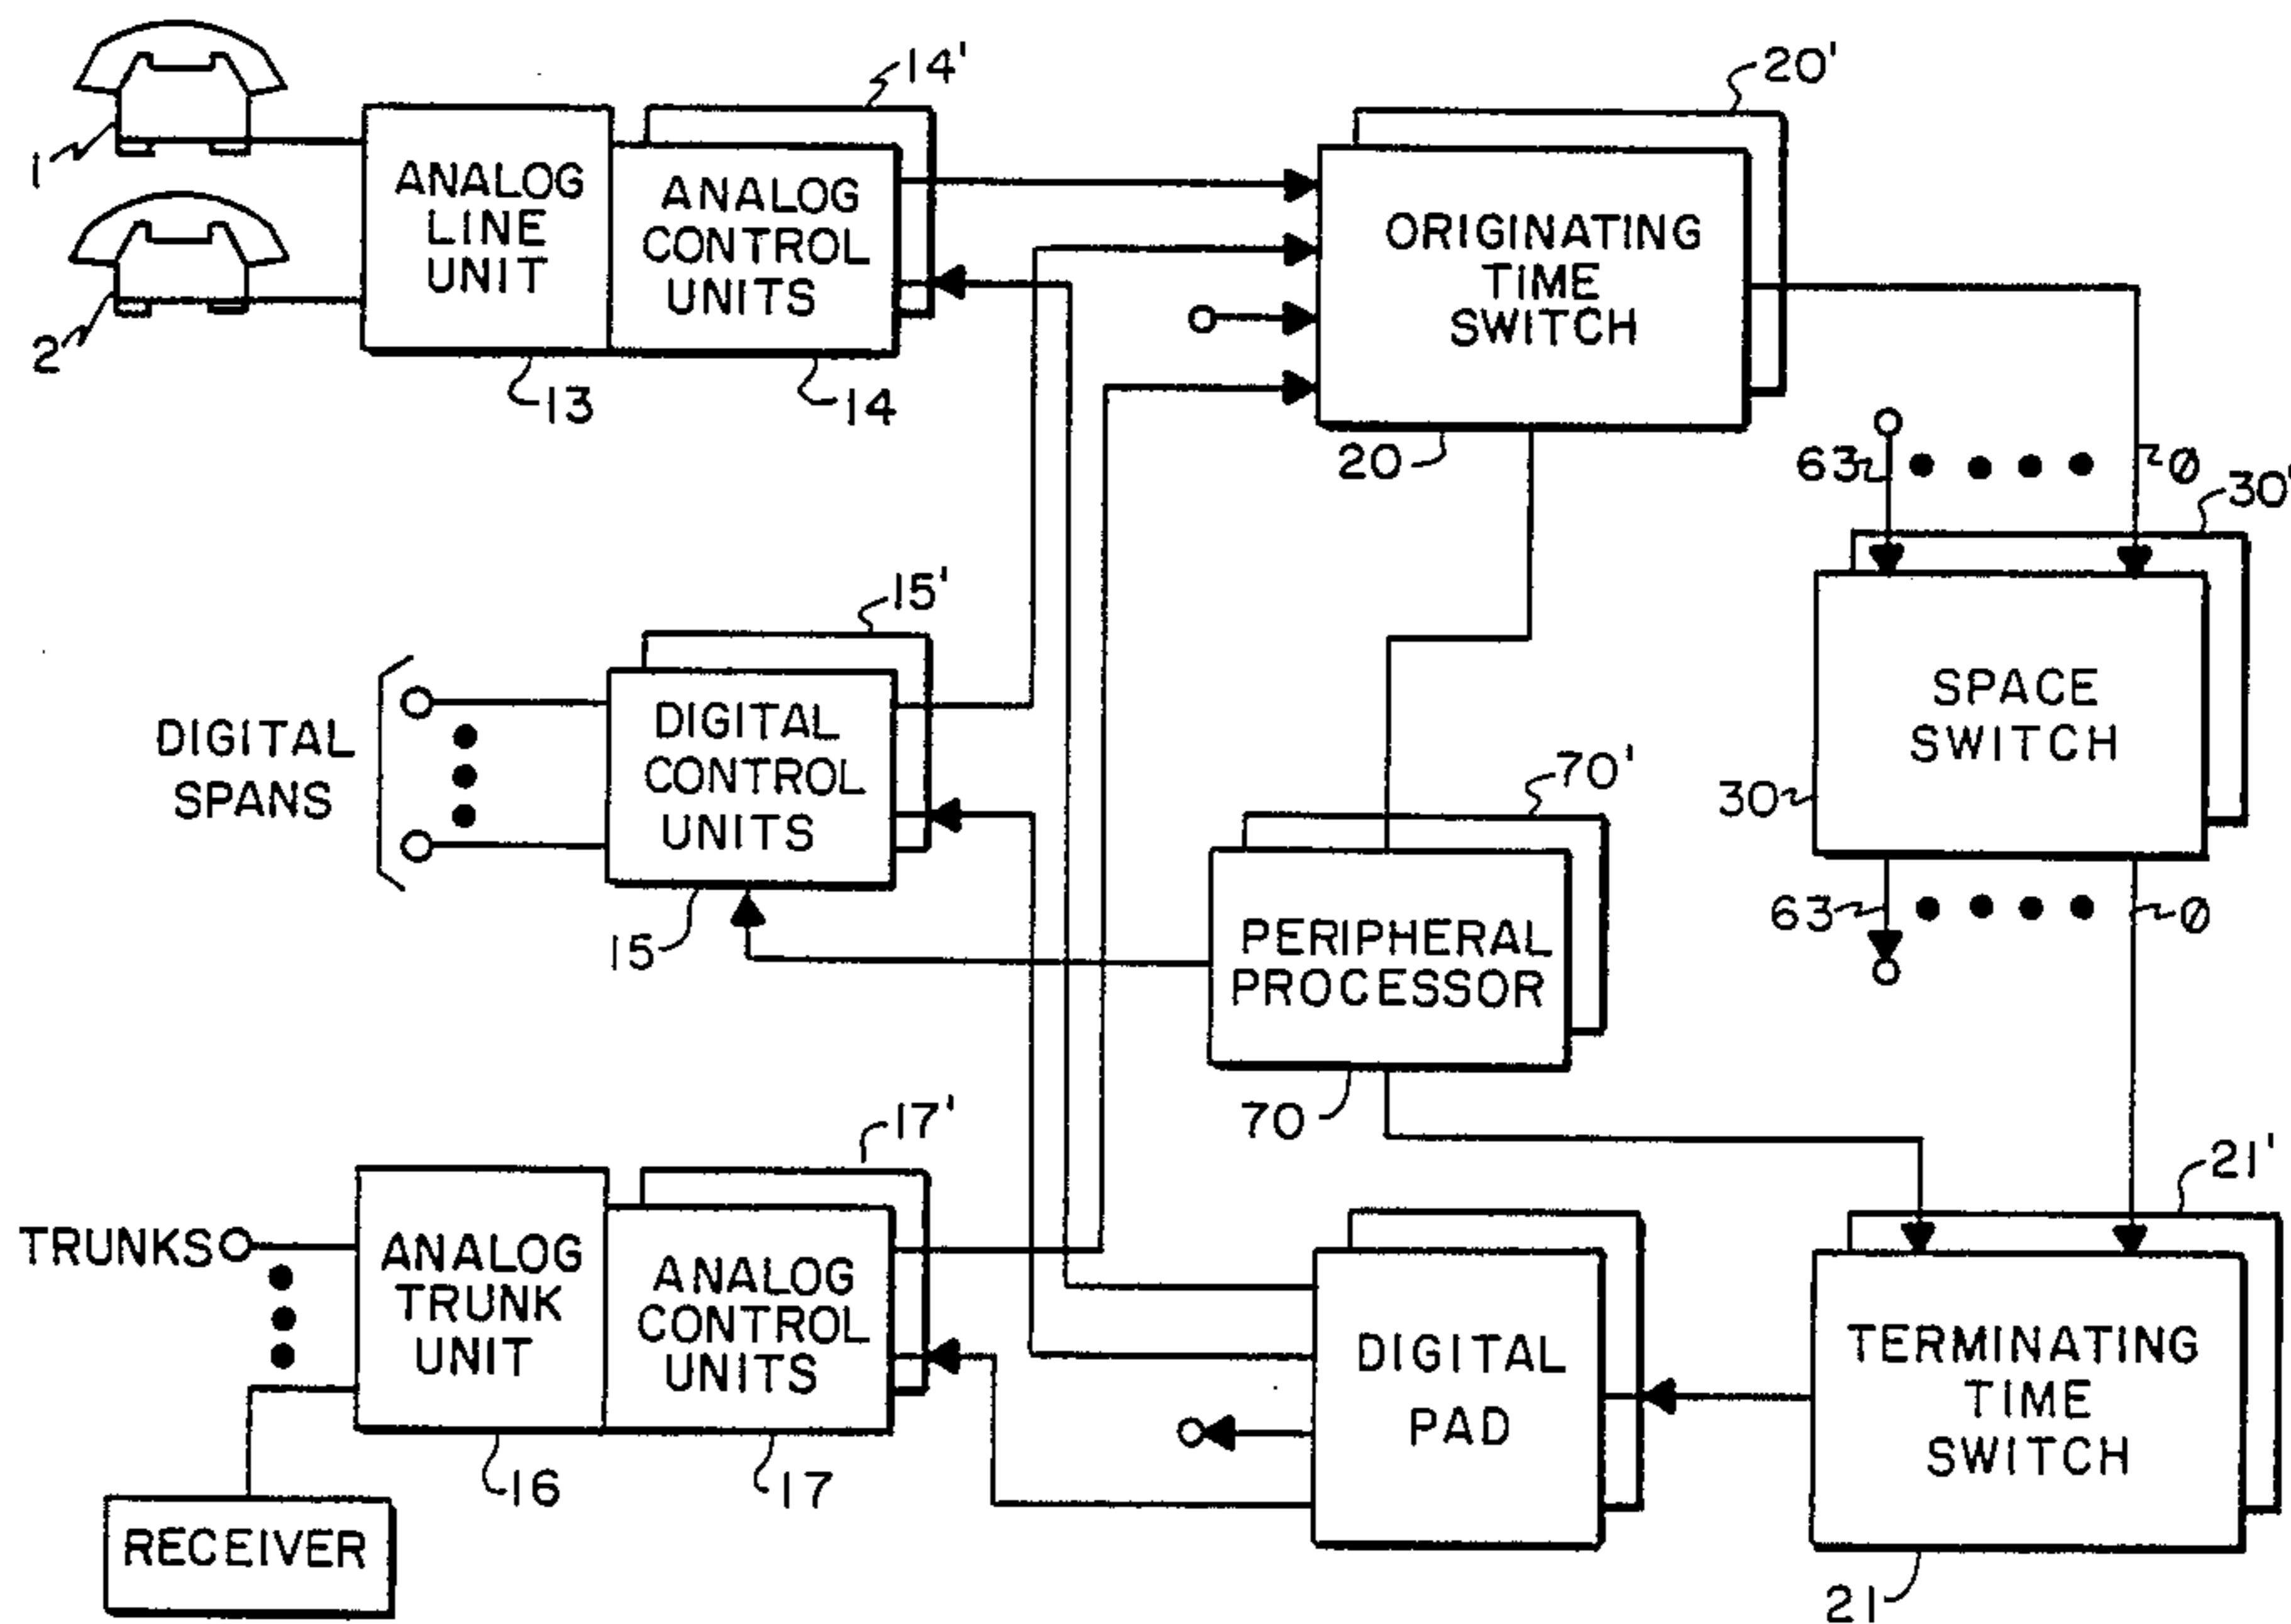 14'
20'
1
ANALOG
LINE
UNIT
ANALOG
CONTROL
UNITS
ORIGINATING
TIME
SWITCH
2
13
14
20
63
0
30'
15'
DIGITAL
SPANS
DIGITAL
CONTROL
UNITS
SPACE
SWITCH
70'
30
15
PERIPHERAL
PROCESSOR
63
0
70
17'
21'
TRUNKS
ANALOG
TRUNK
UNIT
ANALOG
CONTROL
UNITS
DIGITAL
PAD
TERMINATING
TIME
SWITCH
16
17
RECEIVER
21